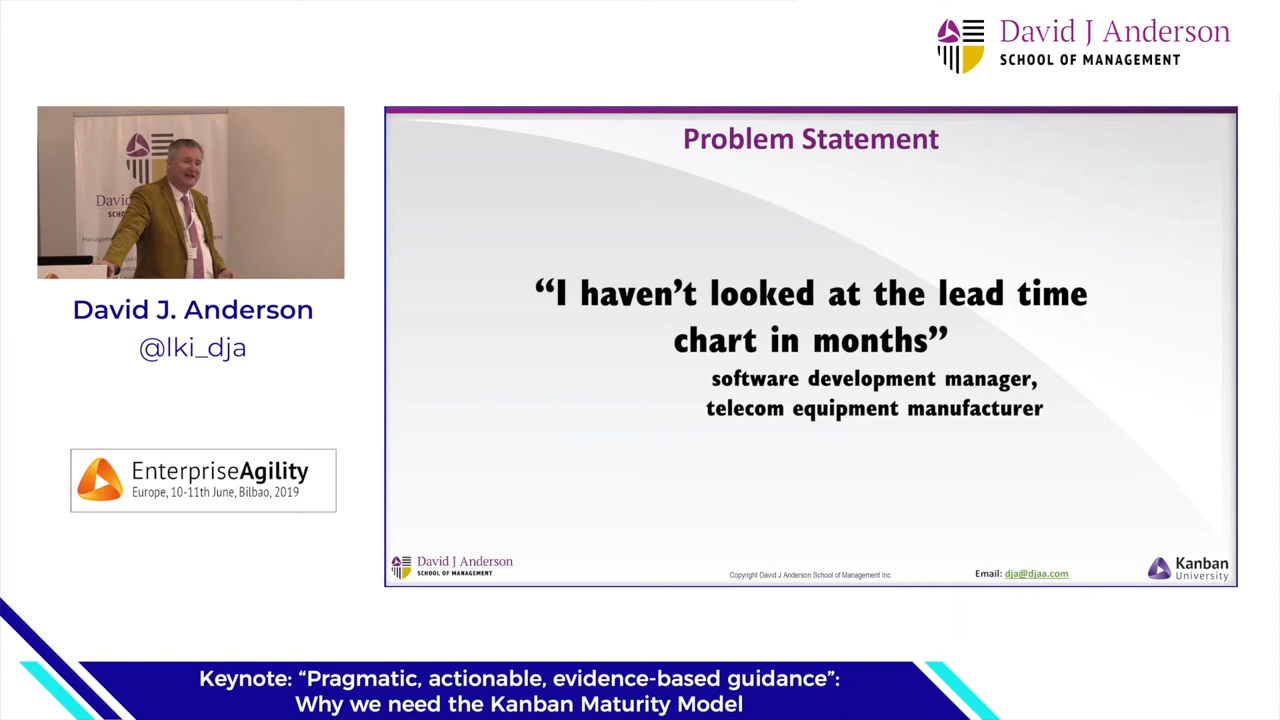 David J Anderson
SCHOOL OF MANAGEMENT
David J. Anderson
@lki_dja
EnterpriseAgility
Europe, 10-11th June, Bilbao, 2019
Problem Statement
“I haven’t looked at the lead time
chart in months”
software development manager,
telecom equipment manufacturer
David J Anderson
SCHOOL OF MANAGEMENT
Copyright David J Anderson School of Management Inc
Email: dja@djaa.com
Kanban
University
Keynote: “Pragmatic, actionable, evidence-based guidance”:
Why we need the Kanban Maturity Model